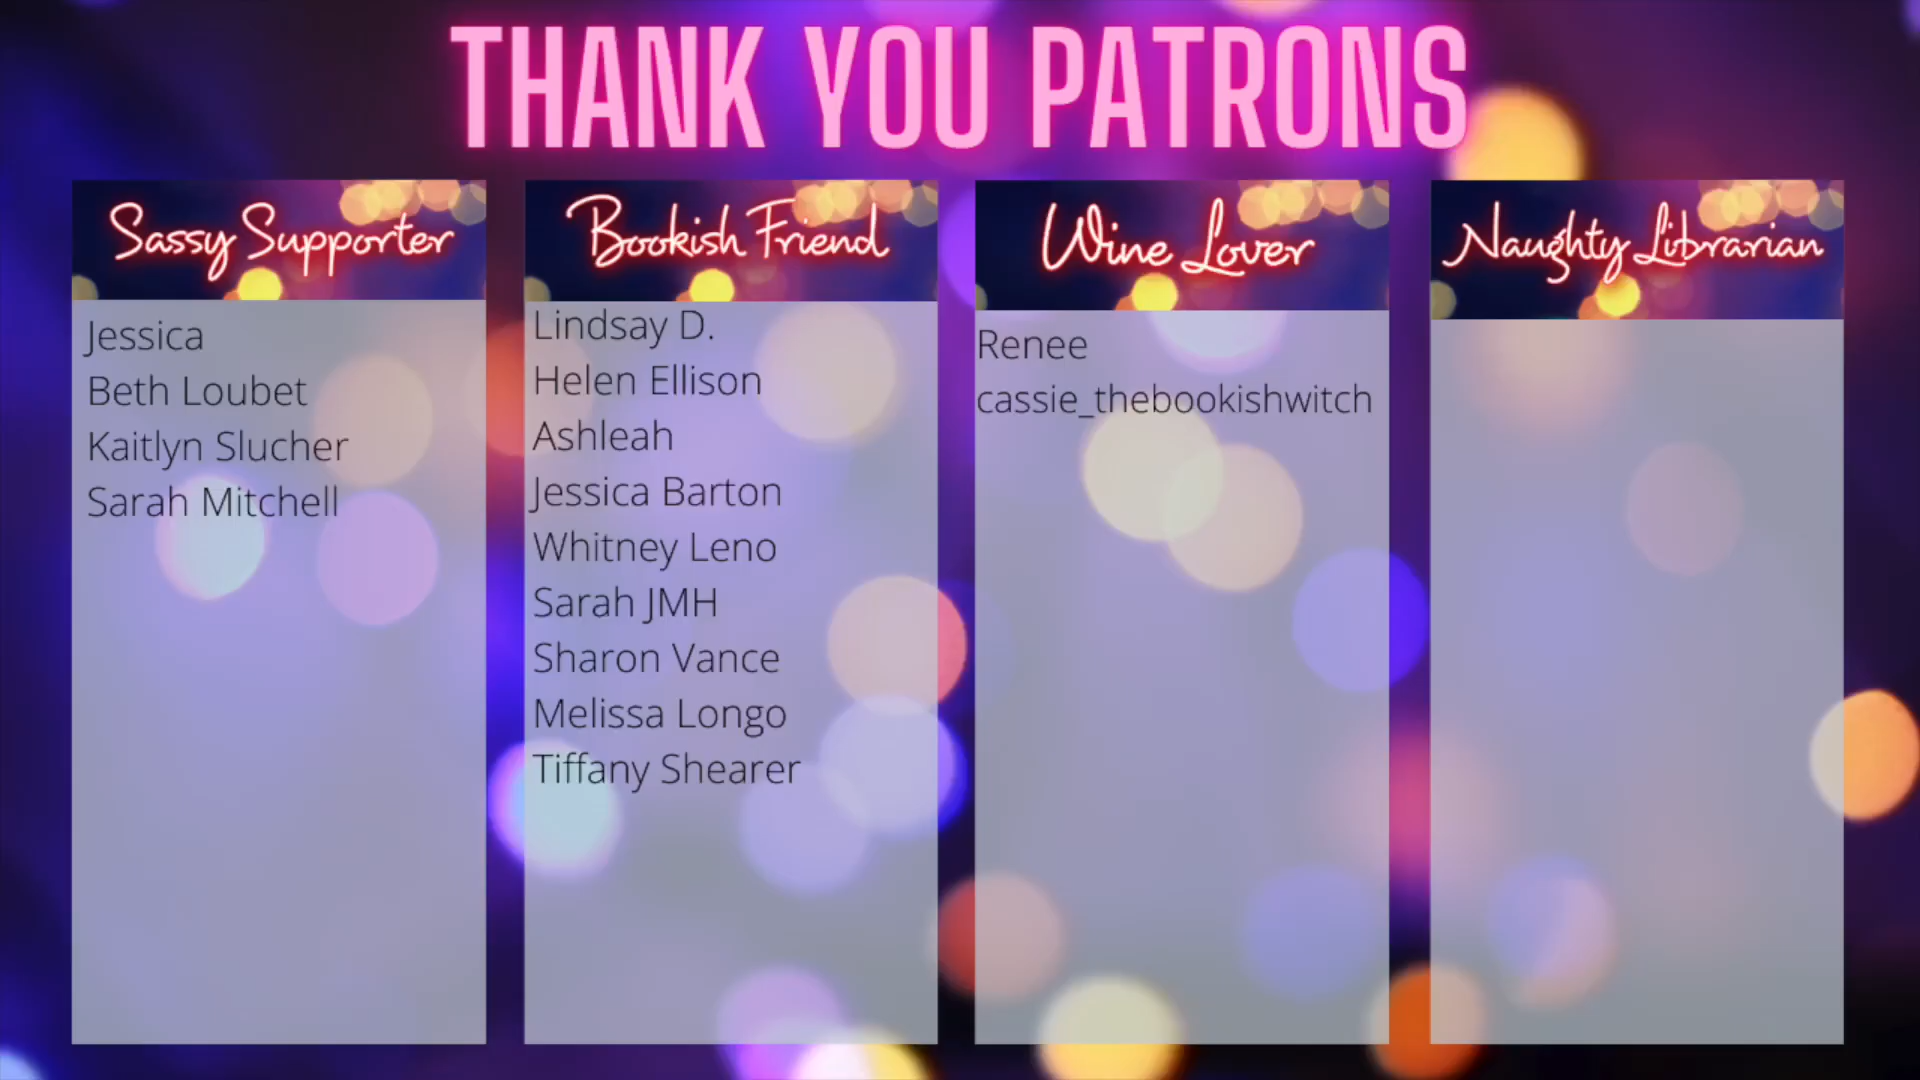 THANK YOU PATRONS
Sassy Supporter
Jessica
Beth Loubet
Kaitlyn Slucher
Sarah Mitchell
Bookish Friend
Lindsay D.
Helen Ellison
Ashleah
Jessica Barton
Whitney Leno
Sarah JMH
Sharon Vance
Melissa Longo
Tiffany Shearer
Wine Lover
Renee
cassie_thebookishwitch
Naughty Librarian